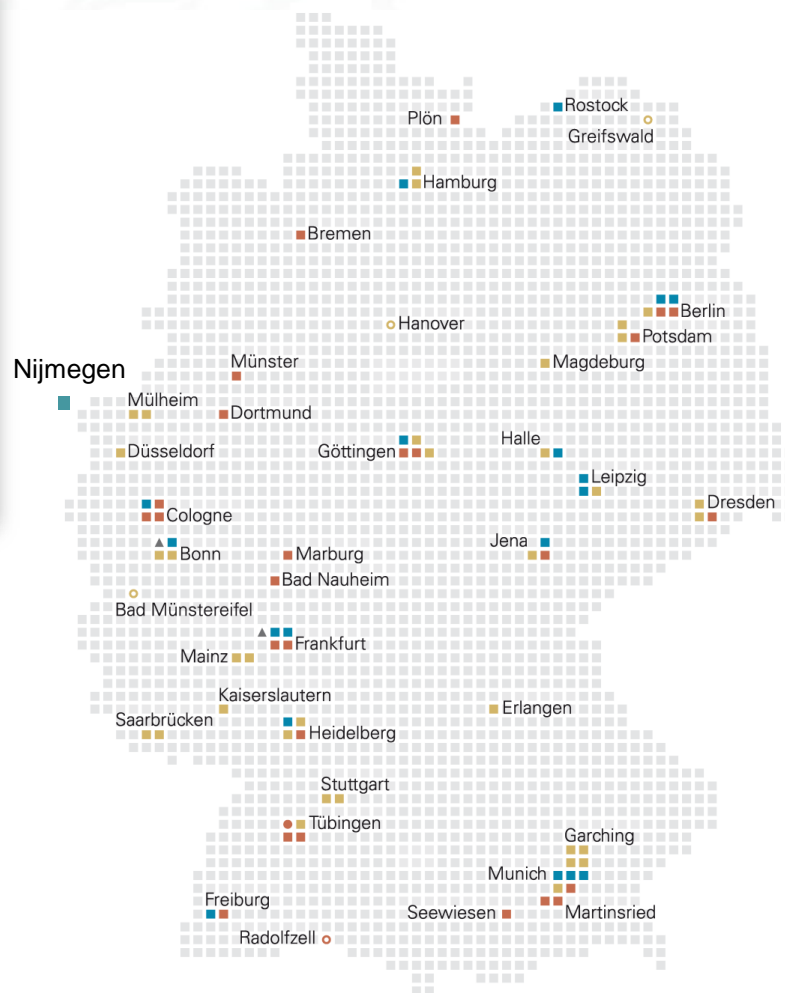 Rostock
Plön
Greifswald
Hamburg
Bremen
Berlin
Hanover
Potsdam
Münster
Magdeburg
Nijmegen
Mülheim
Dortmund
Halle
Düsseldorf
Göttingen
Leipzig
Dresden
Cologne
Jena
Bonn
Marburg
Bad Nauheim
Bad Münstereifel
Frankfurt
Mainz
Kaiserslautern
Erlangen
Saarbrücken
Heidelberg
Stuttgart
Tübingen
Garching
Munich
Freiburg
Seewiesen
Martinsried
Radolfzell